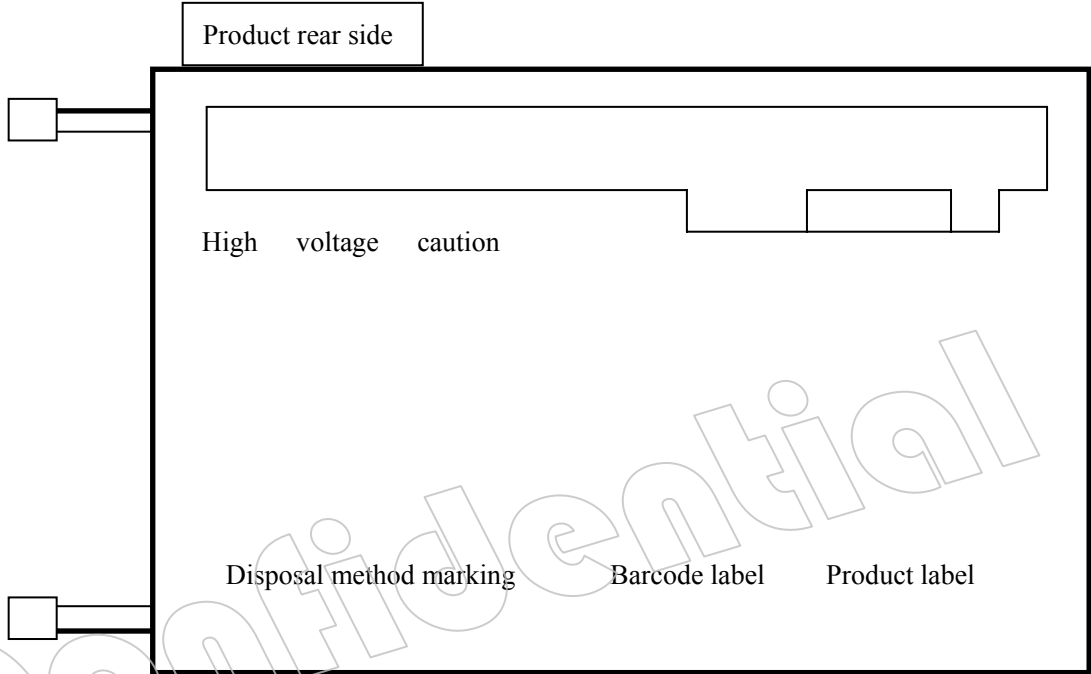 Product rear side
High voltage caution
Disposal method marking Barcode label Product label
Confidential